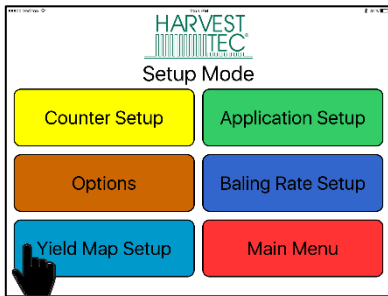 HARVEST
TEC
Setup Mode
Counter Setup
Application Setup
Options
Baling Rate Setup
Yield Map Setup
Main Menu